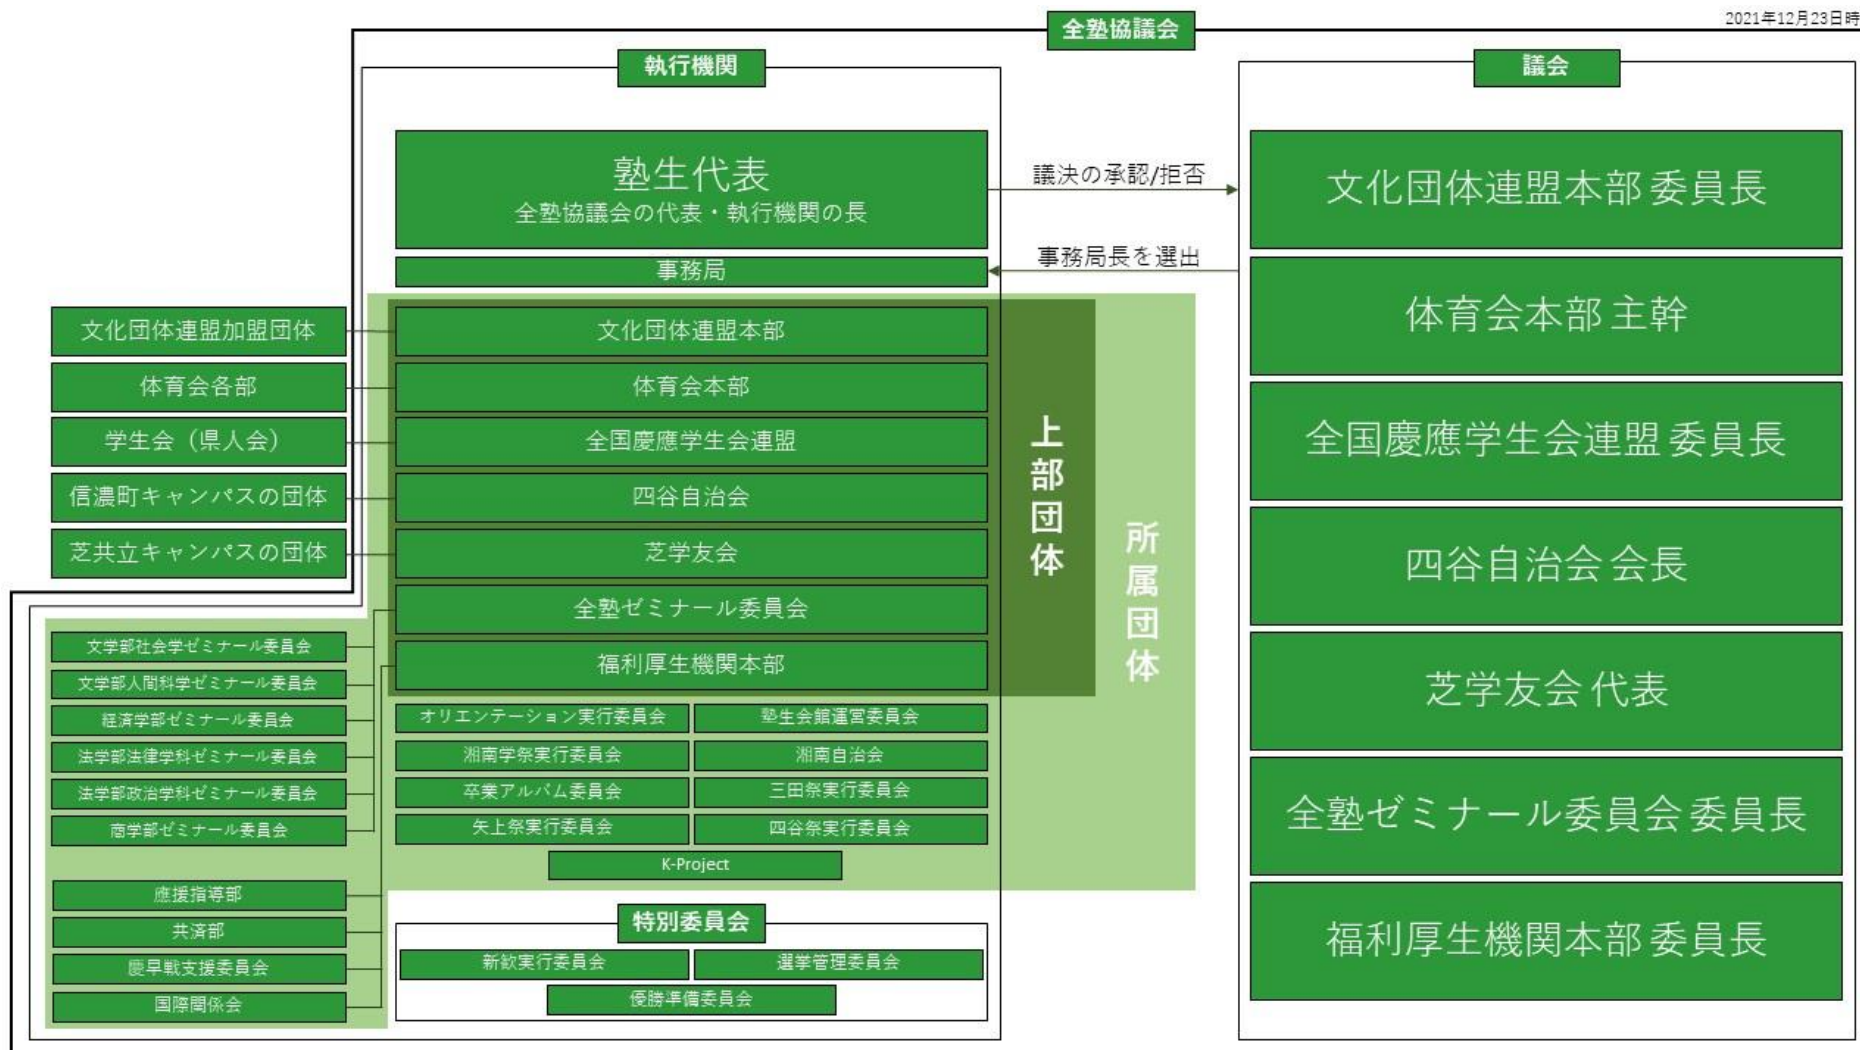 2021年12月23日時
全塾協議会
執行機関
議会
塾生代表
全塾協議会の代表・執行機関の長
議決の承認/拒否
事務局長を選出
事務局
文化団体連盟加盟団体
文化団体連盟本部
体育会各部
体育会本部
学生会（県人会）
全国慶應学生会連盟
信濃町キャンパスの団体
四谷自治会
芝共立キャンパスの団体
芝学友会
全塾ゼミナール委員会
福利厚生機関本部
上部団体
所属団体
文学部社会学ゼミナール委員会
文学部人間科学ゼミナール委員会
経済学部ゼミナール委員会
法学部法律学科ゼミナール委員会
法学部政治学科ゼミナール委員会
商学部ゼミナール委員会
オリエンテーション実行委員会
塾生会館運営委員会
湘南学祭実行委員会
湘南自治会
卒業アルバム委員会
三田祭実行委員会
矢上祭実行委員会
四谷祭実行委員会
K-Project
應援指導部
共済部
慶早戦支援委員会
国際関係会
特別委員会
新歓実行委員会
選挙管理委員会
優勝準備委員会
文化団体連盟本部 委員長
体育会本部 主幹
全国慶應学生会連盟 委員長
四谷自治会 会長
芝学友会 代表
全塾ゼミナール委員会 委員長
福利厚生機関本部 委員長